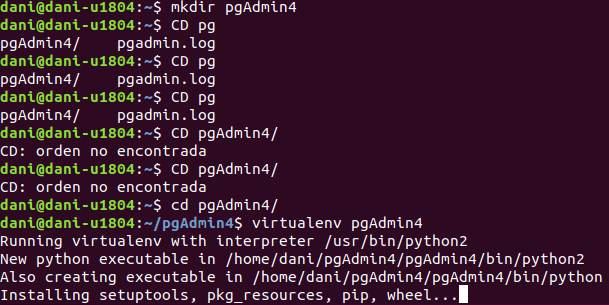 dani@dani-u1804:~$ mkdir pgAdmin4
dani@dani-u1804:~$ CD pg
pgAdmin4/    pgadmin.log
dani@dani-u1804:~$ CD pg
pgAdmin4/    pgadmin.log
dani@dani-u1804:~$ CD pg
pgAdmin4/    pgadmin.log
dani@dani-u1804:~$ CD pgAdmin4/
CD: orden no encontrada
dani@dani-u1804:~$ CD pgAdmin4/
CD: orden no encontrada
dani@dani-u1804:~$ cd pgAdmin4/
dani@dani-u1804:~/pgAdmin4$ virtualenv pgAdmin4
Running virtualenv with interpreter /usr/bin/python2
New python executable in /home/dani/pgAdmin4/pgAdmin4/bin/python2
Also creating executable in /home/dani/pgAdmin4/pgAdmin4/bin/python
Installing setuptools, pkg_resources, pip, wheel...